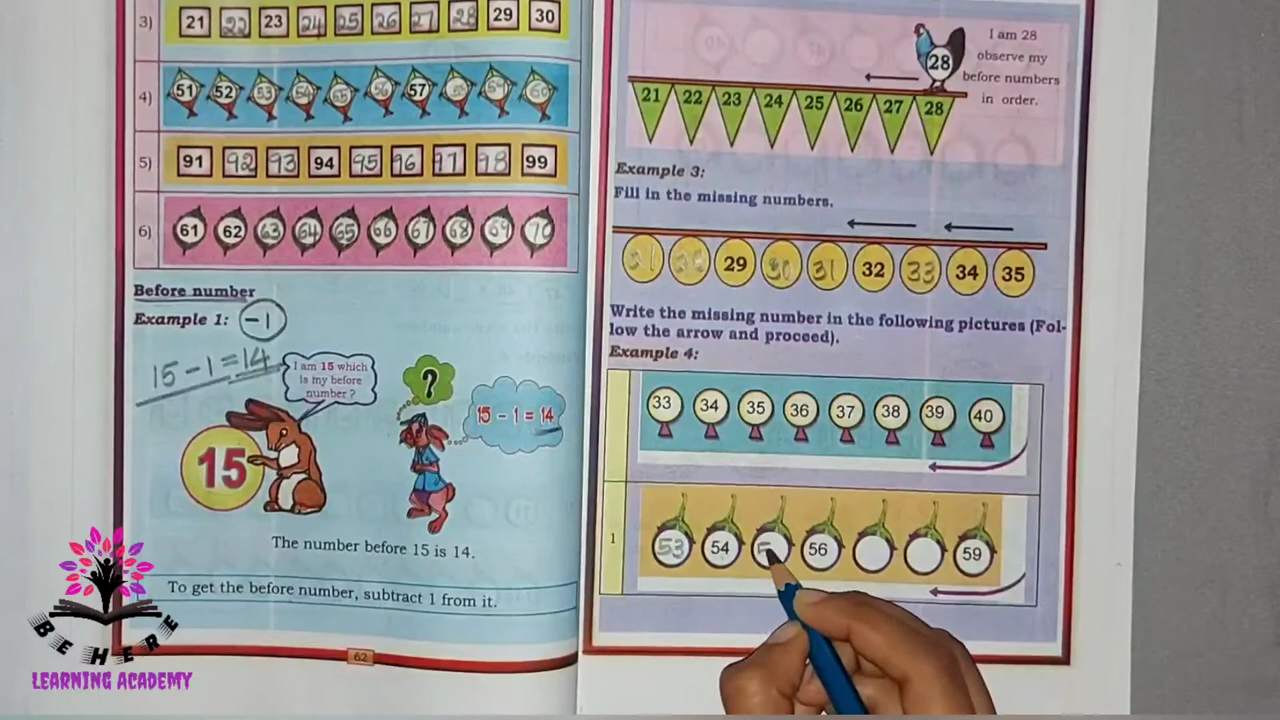 3) 21 22 23 24 25 26 27 28 29 30
4) 51 52 53 54 55 56 57 58 59 60
5) 91 92 93 94 95 96 97 98 99
6) 61 62 63 64 65 66 67 68 69 70
Before number
Example 1: -1
15 - 1 = 14
I am 15 which
is my before
number ?
?
15 - 1 = 14
15
The number before 15 is 14.
To get the before number, subtract 1 from it.
62
I am 28
observe my
before numbers
in order.
28
21 22 23 24 25 26 27 28
Example 3:
Fill in the missing numbers.
29 30 31 32 33 34 35
Write the missing number in the following pictures (Fol-
low the arrow and proceed).
Example 4:
33 34 35 36 37 38 39 40
1 53 54 5 56 59
BEHERE
LEARNING ACADEMY